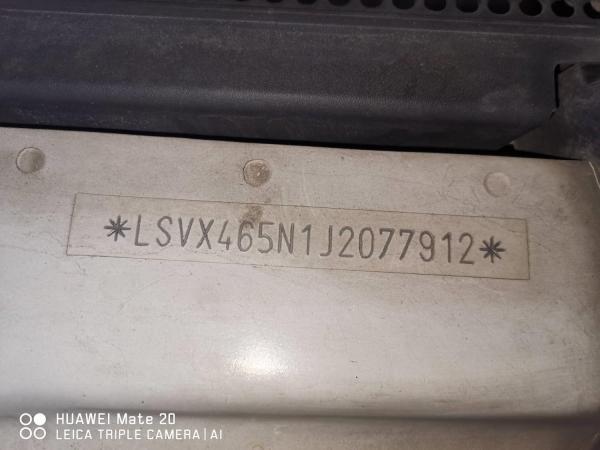 *LSVX465N1J2077912*
HUAWEI Mate 20
LEICA TRIPLE CAMERA | AI